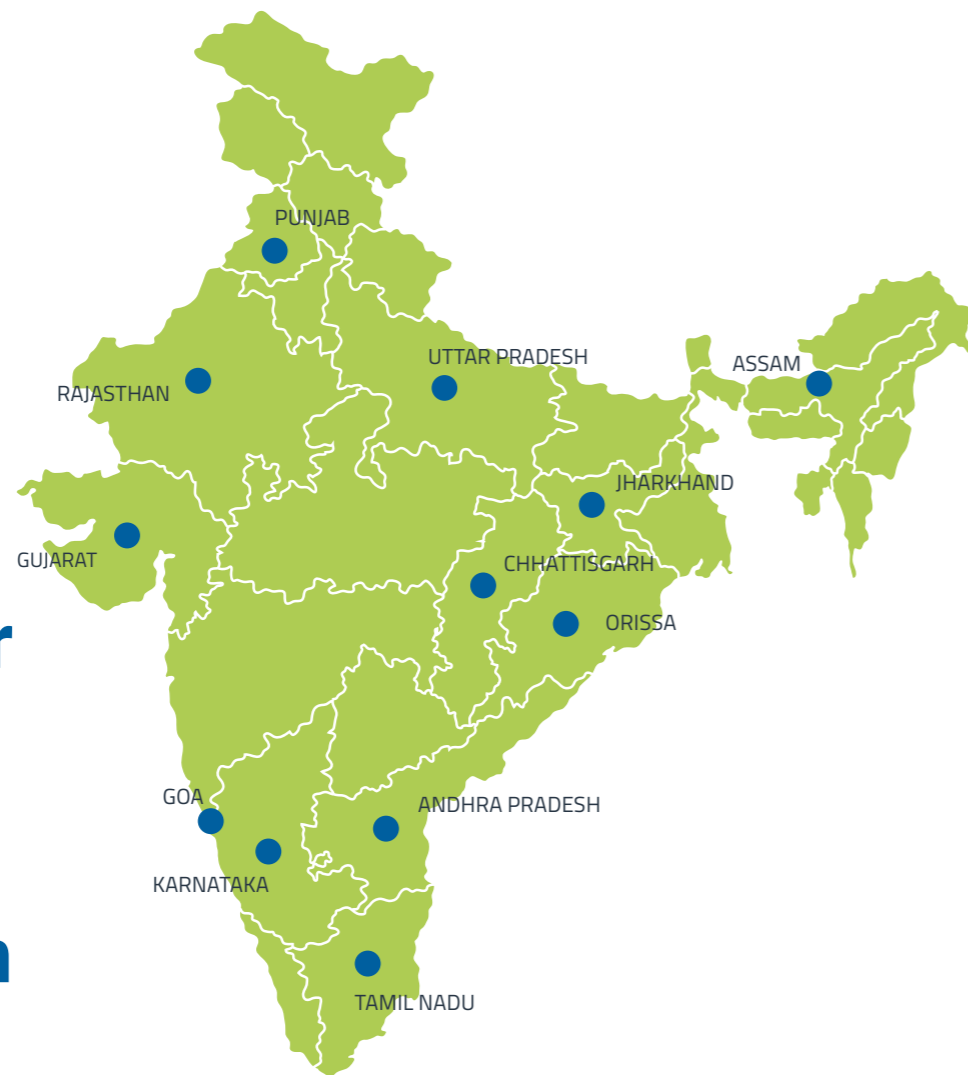 PUNJAB
UTTAR PRADESH
ASSAM
RAJASTHAN
JHARKHAND
GUJARAT
CHHATTISGARH
ORISSA
r
GOA
ANDHRA PRADESH
KARNATAKA
n
TAMIL NADU